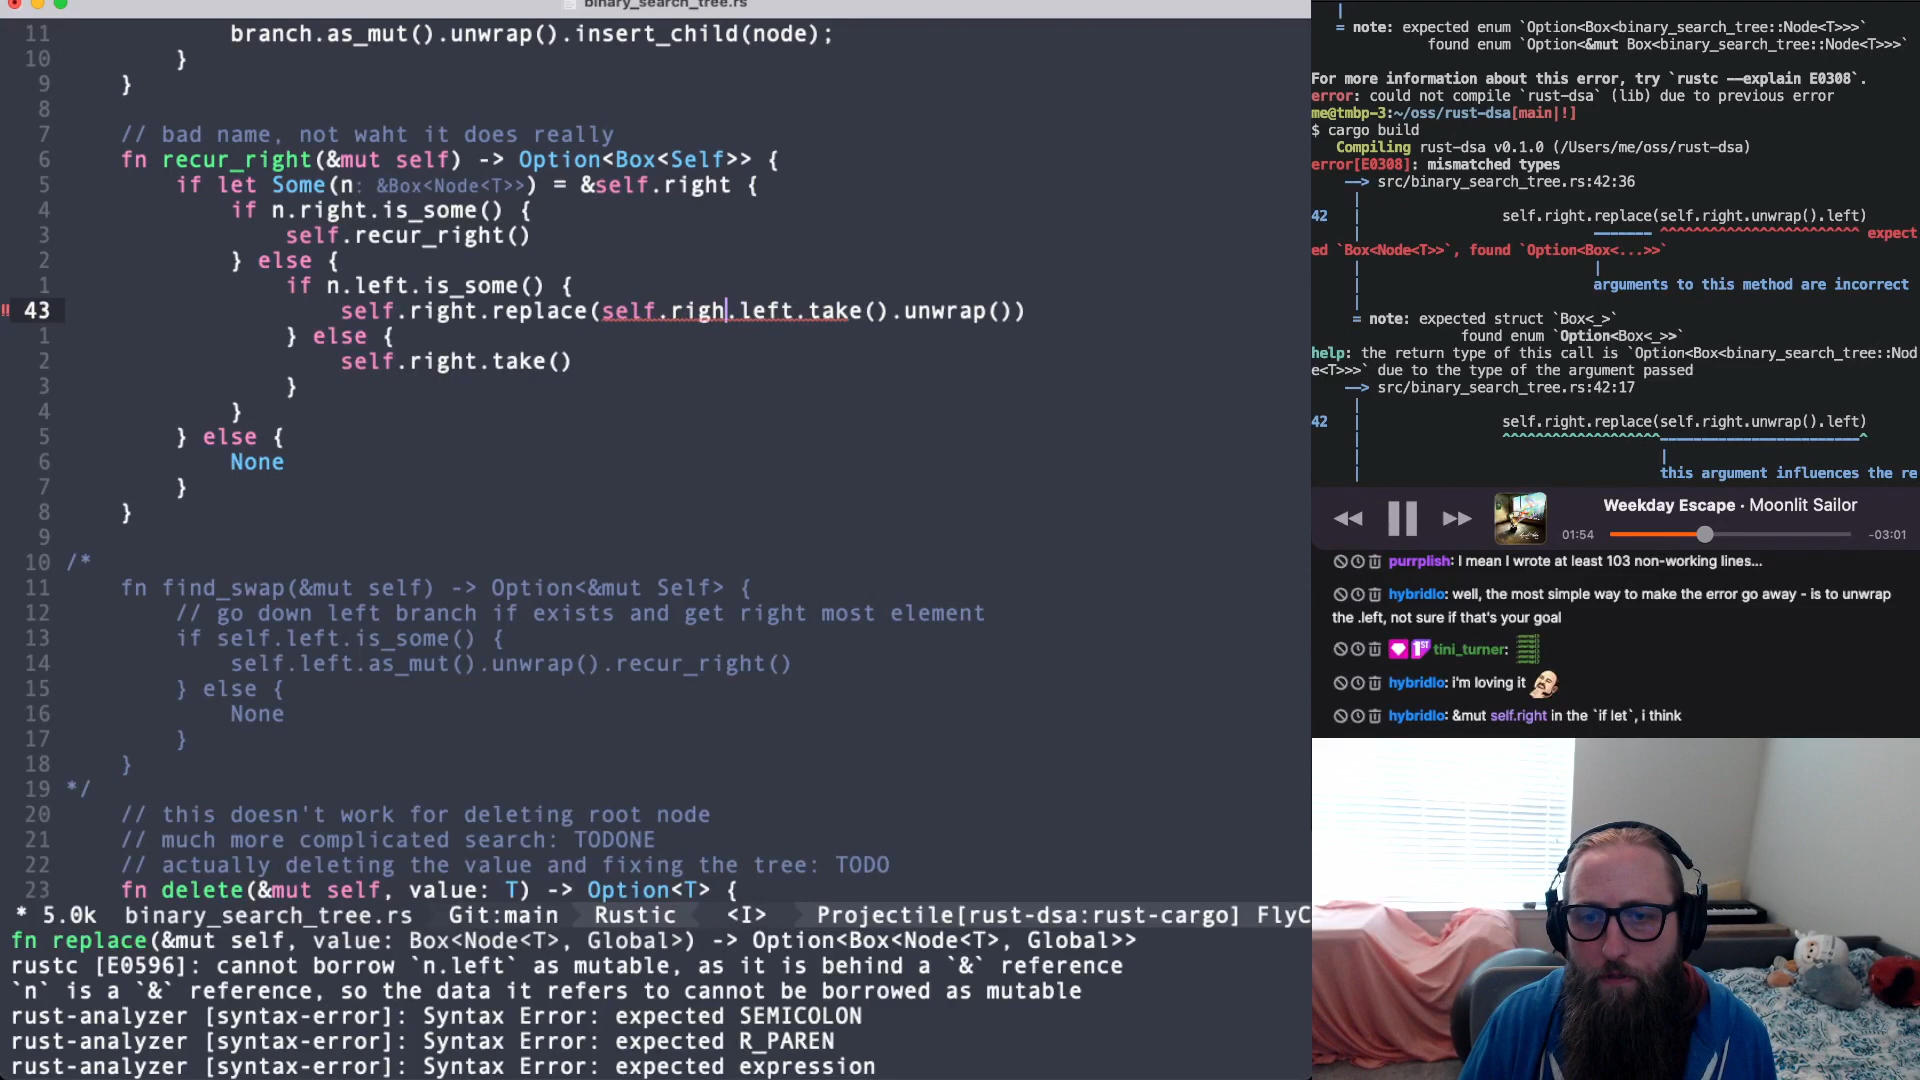 binary_search_tree.rs
11 branch.as_mut().unwrap().insert_child(node);
10 }
9 }
8
7 // bad name, not waht it does really
6 fn recur_right(&mut self) -> Option<Box<Self>> {
5 if let Some(n: &Box<Node<T>>) = &self.right {
4 if n.right.is_some() {
3 self.recur_right()
2 } else {
1 if n.left.is_some() {
!! 43 self.right.replace(self.righ.left.take().unwrap())
1 } else {
2 self.right.take()
3 }
4 }
5 } else {
6 None
7 }
8 }
9
10 /*
11 fn find_swap(&mut self) -> Option<&mut Self> {
12 // go down left branch if exists and get right most element
13 if self.left.is_some() {
14 self.left.as_mut().unwrap().recur_right()
15 } else {
16 None
17 }
18 }
19 */
20 // this doesn't work for deleting root node
21 // much more complicated search: TODONE
22 // actually deleting the value and fixing the tree: TODO
23 fn delete(&mut self, value: T) -> Option<T> {
* 5.0k binary_search_tree.rs Git:main Rustic <I> Projectile[rust-dsa:rust-cargo] FlyC
fn replace(&mut self, value: Box<Node<T>, Global>) -> Option<Box<Node<T>, Global>>
rustc [E0596]: cannot borrow `n.left` as mutable, as it is behind a `&` reference
`n` is a `&` reference, so the data it refers to cannot be borrowed as mutable
rust-analyzer [syntax-error]: Syntax Error: expected SEMICOLON
rust-analyzer [syntax-error]: Syntax Error: expected R_PAREN
rust-analyzer [syntax-error]: Syntax Error: expected expression
|
= note: expected enum `Option<Box<binary_search_tree::Node<T>>>`
found enum `Option<&mut Box<binary_search_tree::Node<T>>>`
For more information about this error, try `rustc --explain E0308`.
error: could not compile `rust-dsa` (lib) due to previous error
me@tmbp-3:~/oss/rust-dsa[main|!]
$ cargo build
Compiling rust-dsa v0.1.0 (/Users/me/oss/rust-dsa)
error[E0308]: mismatched types
--> src/binary_search_tree.rs:42:36
|
42 | self.right.replace(self.right.unwrap().left)
| ------- ^^^^^^^^^^^^^^^^^^^^^^^^ expect
ed `Box<Node<T>>`, found `Option<Box<...>>`
| |
| arguments to this method are incorrect
|
= note: expected struct `Box<_>`
found enum `Option<Box<_>>`
help: the return type of this call is `Option<Box<binary_search_tree::Nod
e<T>>>` due to the type of the argument passed
--> src/binary_search_tree.rs:42:17
|
42 | self.right.replace(self.right.unwrap().left)
| ^^^^^^^^^^^^^^^^^^^------------------------^
| |
| this argument influences the re
Weekday Escape · Moonlit Sailor
01:54 -03:01
purrplish: I mean I wrote at least 103 non-working lines...
hybridlo: well, the most simple way to make the error go away - is to unwrap
the .left, not sure if that's your goal
1ST tini_turner:
hybridlo: i'm loving it
hybridlo: &mut self.right in the `if let`, i think